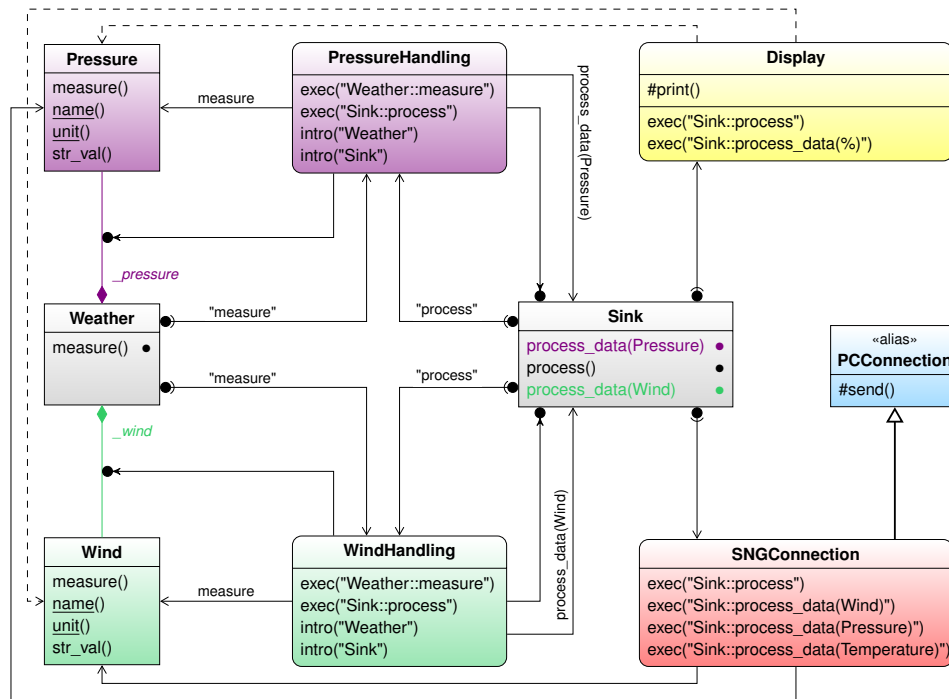 Pressure
measure()
name()
unit()
str_val()
measure
PressureHandling
exec("Weather::measure")
exec("Sink::process")
intro("Weather")
intro("Sink")
process_data(Pressure)
Display
#print()
exec("Sink::process")
exec("Sink::process_data(%)")
_pressure
Weather
measure()
"measure"
"measure"
"process"
"process"
Sink
process_data(Pressure)
process()
process_data(Wind)
«alias»
PCConnection
#send()
_wind
Wind
measure()
name()
unit()
str_val()
measure
WindHandling
exec("Weather::measure")
exec("Sink::process")
intro("Weather")
intro("Sink")
process_data(Wind)
SNGConnection
exec("Sink::process")
exec("Sink::process_data(Wind)")
exec("Sink::process_data(Pressure)")
exec("Sink::process_data(Temperature)")